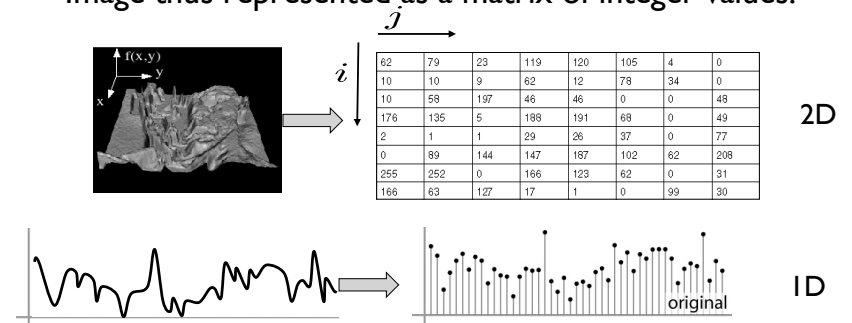 image thus represented as a matrix of integer values.
j
f(x,y)
y
x
i
62 79 23 119 120 105 4 0
10 10 9 62 12 78 34 0
10 58 197 46 46 0 0 48
176 135 5 188 191 68 0 49
2 1 1 29 26 37 0 77
0 89 144 147 187 102 62 208
255 252 0 166 123 62 0 31
166 63 127 17 1 0 99 30
2D
original
1D